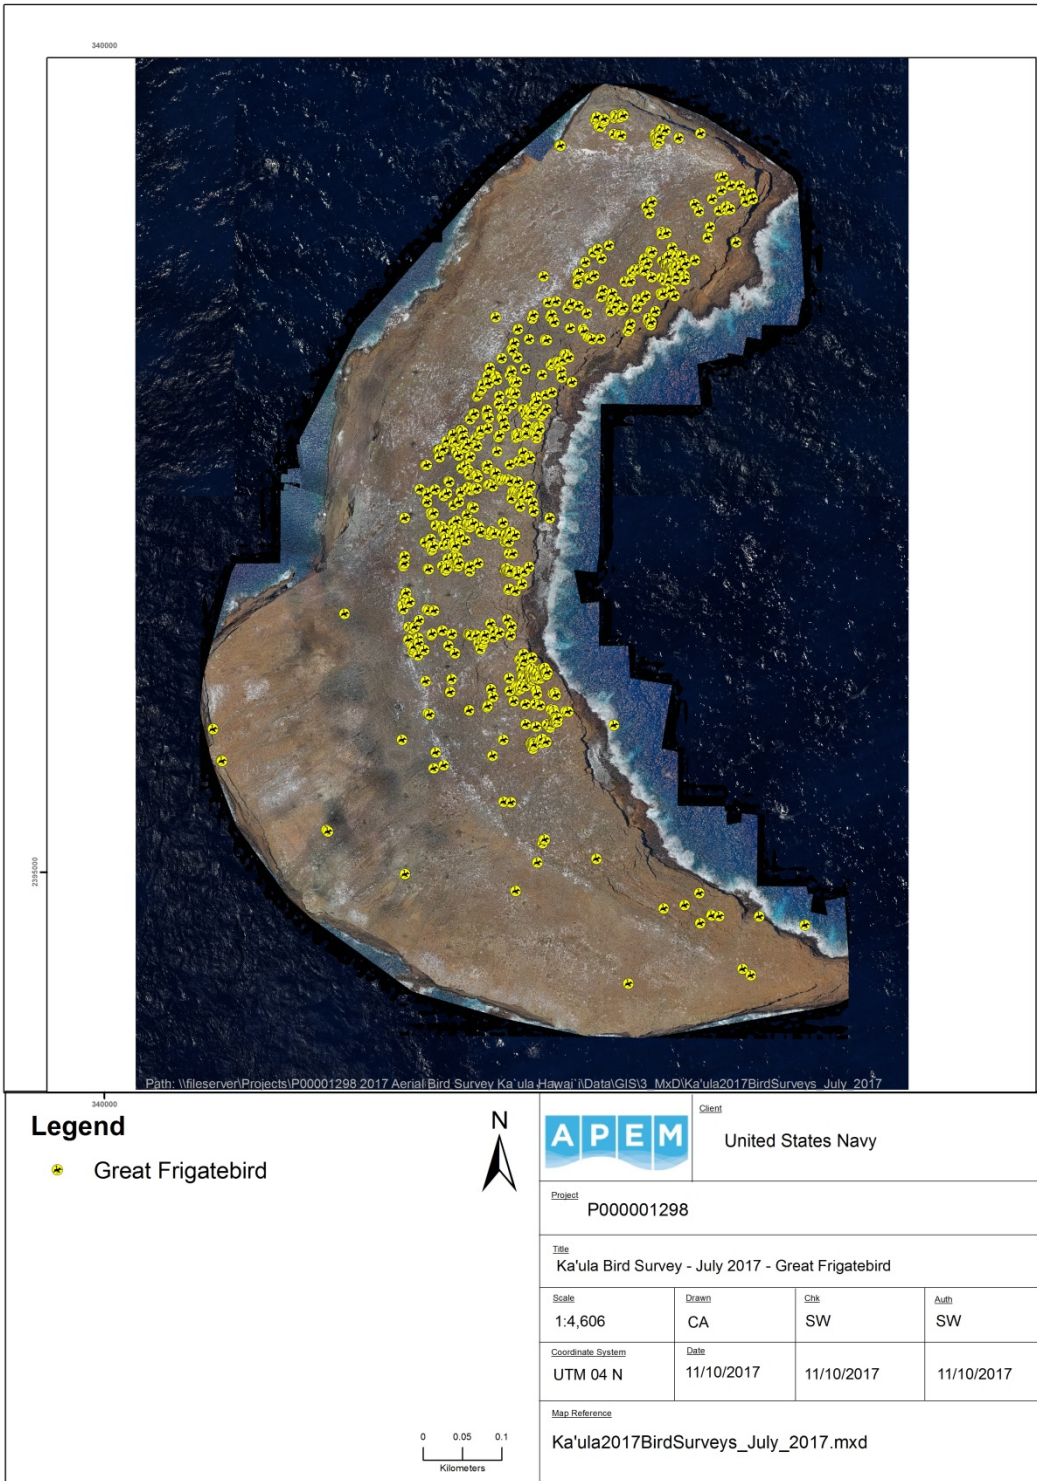 340000
2395000
Path: \\fileserver\Projects\P00001298 2017 Aerial Bird Survey Ka`ula Hawai`i\Data\GIS\3_MxD\Ka'ula2017BirdSurveys_July_2017
340000
Legend
Great Frigatebird
N
0 0.05 0.1
Kilometers
APEM
Client
United States Navy
Project
P000001298
Title
Ka'ula Bird Survey - July 2017 - Great Frigatebird
Scale
1:4,606
Drawn
CA
Chk
SW
Auth
SW
Coordinate System
UTM 04 N
Date
11/10/2017
11/10/2017
11/10/2017
Map Reference
Ka'ula2017BirdSurveys_July_2017.mxd